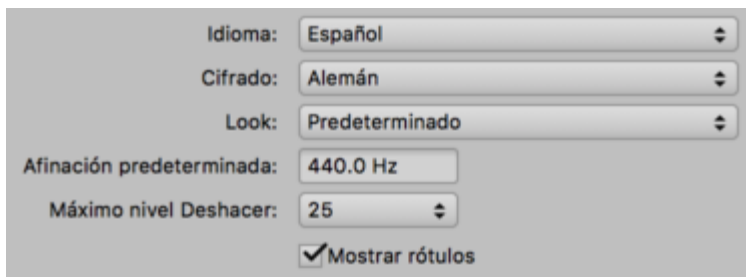 Idioma: Español
Cifrado: Alemán
Look: Predeterminado
Afinación predeterminada: 440.0 Hz
Máximo nivel Deshacer: 25
Mostrar rótulos